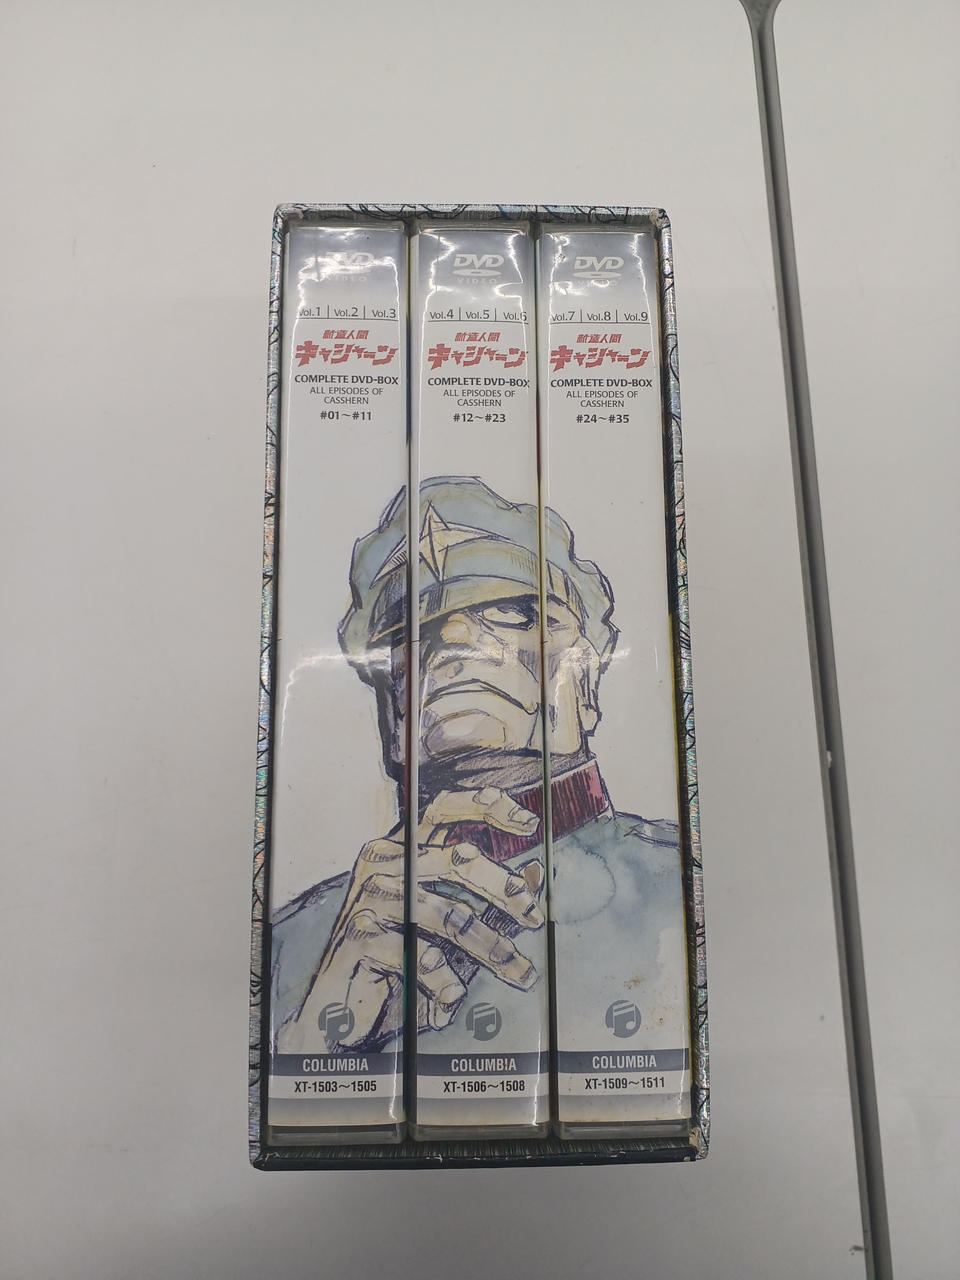 DVD
VIDEO
Vol.1 | Vol.2 | Vol.3
新造人間
キャシャーン
COMPLETE DVD-BOX
ALL EPISODES OF
CASSHERN
#01～#11
COLUMBIA
XT-1503～1505
DVD
VIDEO
Vol.4 | Vol.5 | Vol.6
新造人間
キャシャーン
COMPLETE DVD-BOX
ALL EPISODES OF
CASSHERN
#12～#23
COLUMBIA
XT-1506～1508
DVD
VIDEO
Vol.7 | Vol.8 | Vol.9
新造人間
キャシャーン
COMPLETE DVD-BOX
ALL EPISODES OF
CASSHERN
#24～#35
COLUMBIA
XT-1509～1511